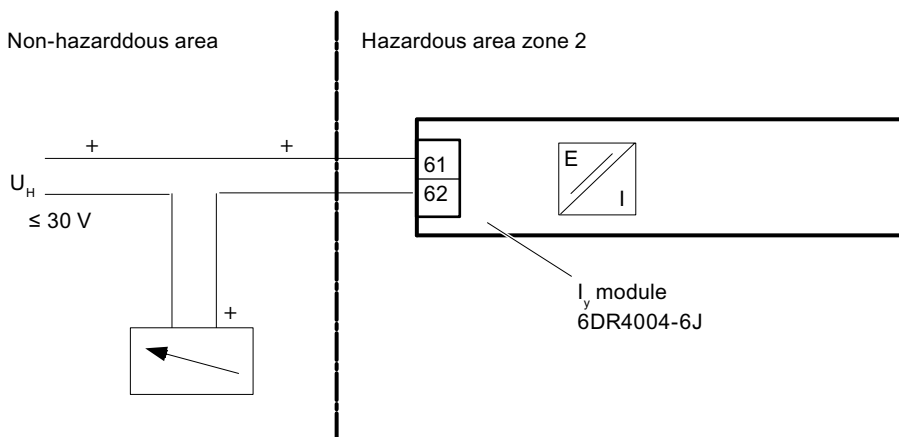 Non-hazarddous area
Hazardous area zone 2
+ +
U_H
≤ 30 V
+
61
62
E
I
I_y module
6DR4004-6J